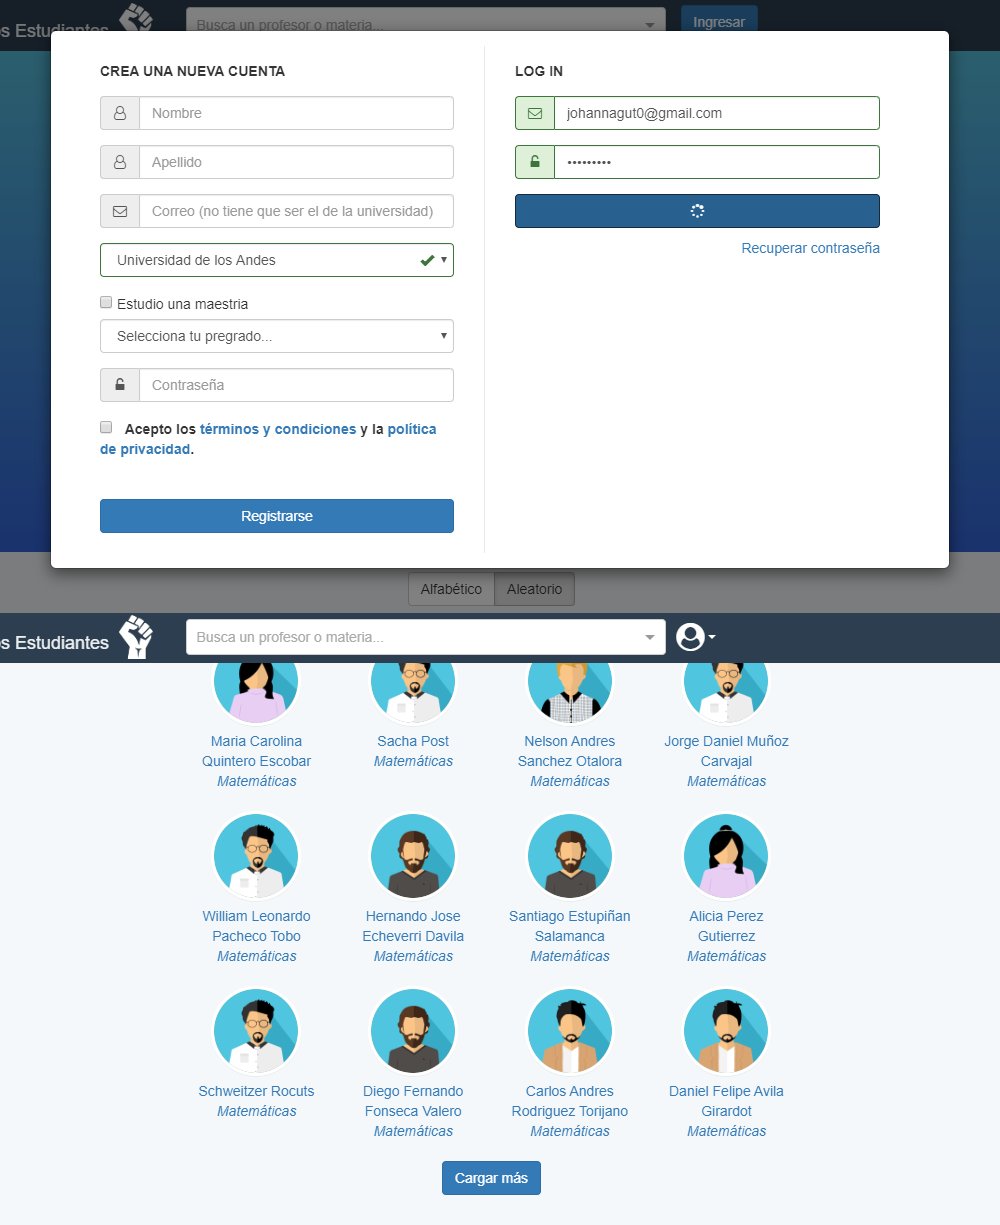 os Estudiantes
Busca un profesor o materia...
Ingresar
CREA UNA NUEVA CUENTA
Nombre
Apellido
Correo (no tiene que ser el de la universidad)
Universidad de los Andes
Estudio una maestria
Selecciona tu pregrado...
Contraseña
Acepto los términos y condiciones y la política
de privacidad.
Registrarse
LOG IN
johannagut0@gmail.com
•••••••••
Recuperar contraseña
Alfabético
Aleatorio
os Estudiantes
Busca un profesor o materia...
Maria Carolina
Quintero Escobar
Matemáticas
Sacha Post
Matemáticas
Nelson Andres
Sanchez Otalora
Matemáticas
Jorge Daniel Muñoz
Carvajal
Matemáticas
William Leonardo
Pacheco Tobo
Matemáticas
Hernando Jose
Echeverri Davila
Matemáticas
Santiago Estupiñan
Salamanca
Matemáticas
Alicia Perez
Gutierrez
Matemáticas
Schweitzer Rocuts
Matemáticas
Diego Fernando
Fonseca Valero
Matemáticas
Carlos Andres
Rodriguez Torijano
Matemáticas
Daniel Felipe Avila
Girardot
Matemáticas
Cargar más